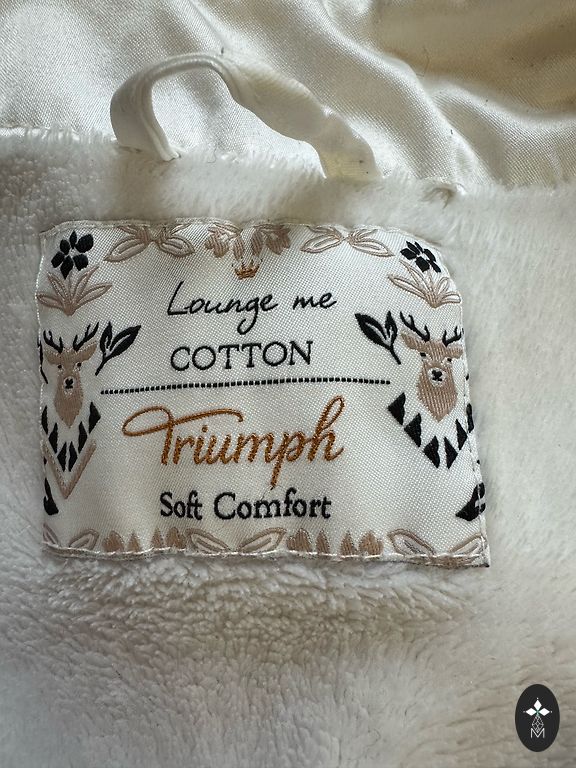 Lounge me
COTTON
Triumph
Soft Comfort
M